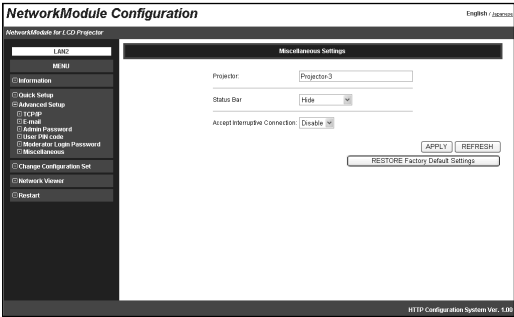 NetworkModule Configuration
English / Japanese
NetworkModule for LCD Projector
LAN2
MENU
Information
Quick Setup
Advanced Setup
TCP/IP
E-mail
Admin Password
User PIN code
Moderator Login Password
Miscellaneous
Change Configuration Set
Network Viewer
Restart
Miscellaneous Settings
Projector: Projector-3
Status Bar Hide
Accept Interruptive Connection: Disable
APPLY REFRESH
RESTORE Factory Default Settings
HTTP Configuration System Ver. 1.00